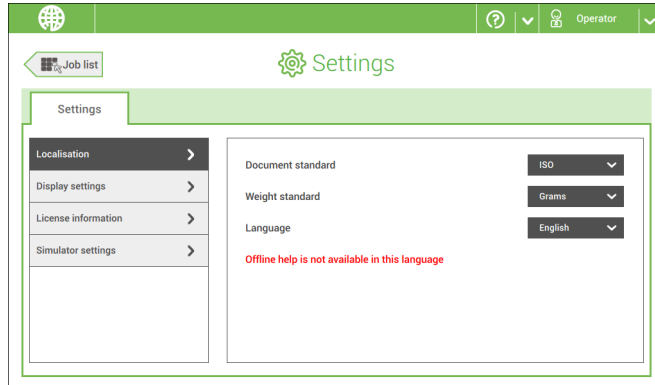 Operator
Job list
Settings
Settings
Localisation
Display settings
License information
Simulator settings
Document standard
ISO
Weight standard
Grams
Language
English
Offline help is not available in this language